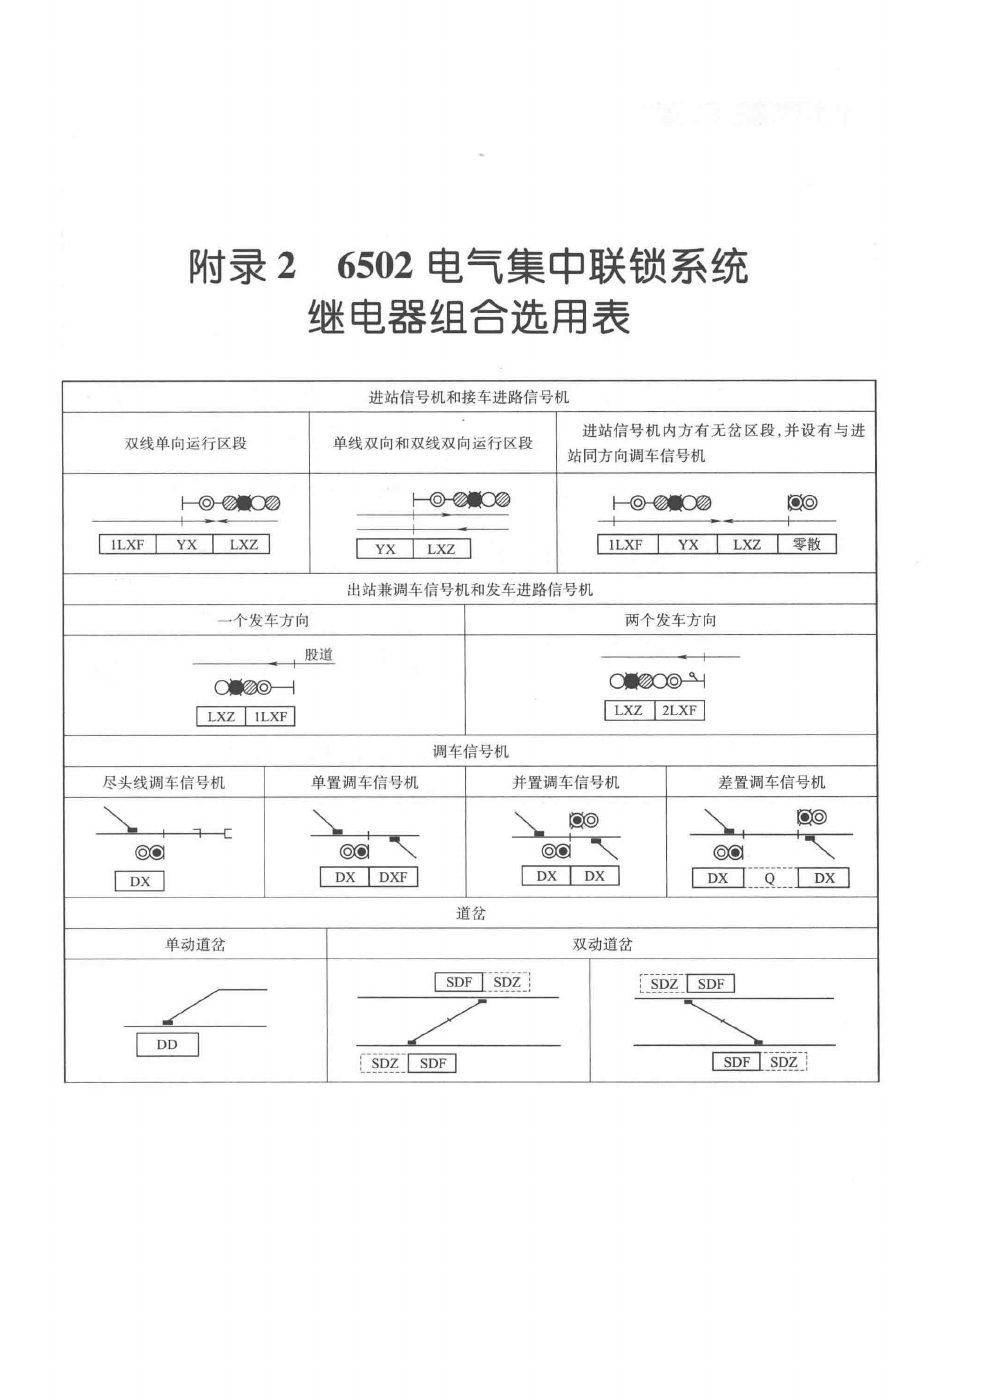 附录2 6502电气集中联锁系统
继电器组合选用表
进站信号机和接车进路信号机
双线单向运行区段
单线双向和双线双向运行区段
进站信号机内方有无岔区段,并设有与进
站同方向调车信号机
1LXF YX LXZ
YX LXZ
1LXF YX LXZ 零散
出站兼调车信号机和发车进路信号机
一个发车方向
两个发车方向
股道
LXZ 1LXF
LXZ 2LXF
调车信号机
尽头线调车信号机
单置调车信号机
并置调车信号机
差置调车信号机
DX
DX DXF
DX DX
DX Q DX
道岔
单动道岔
双动道岔
DD
SDF SDZ
SDZ SDF
SDZ SDF
SDF SDZ